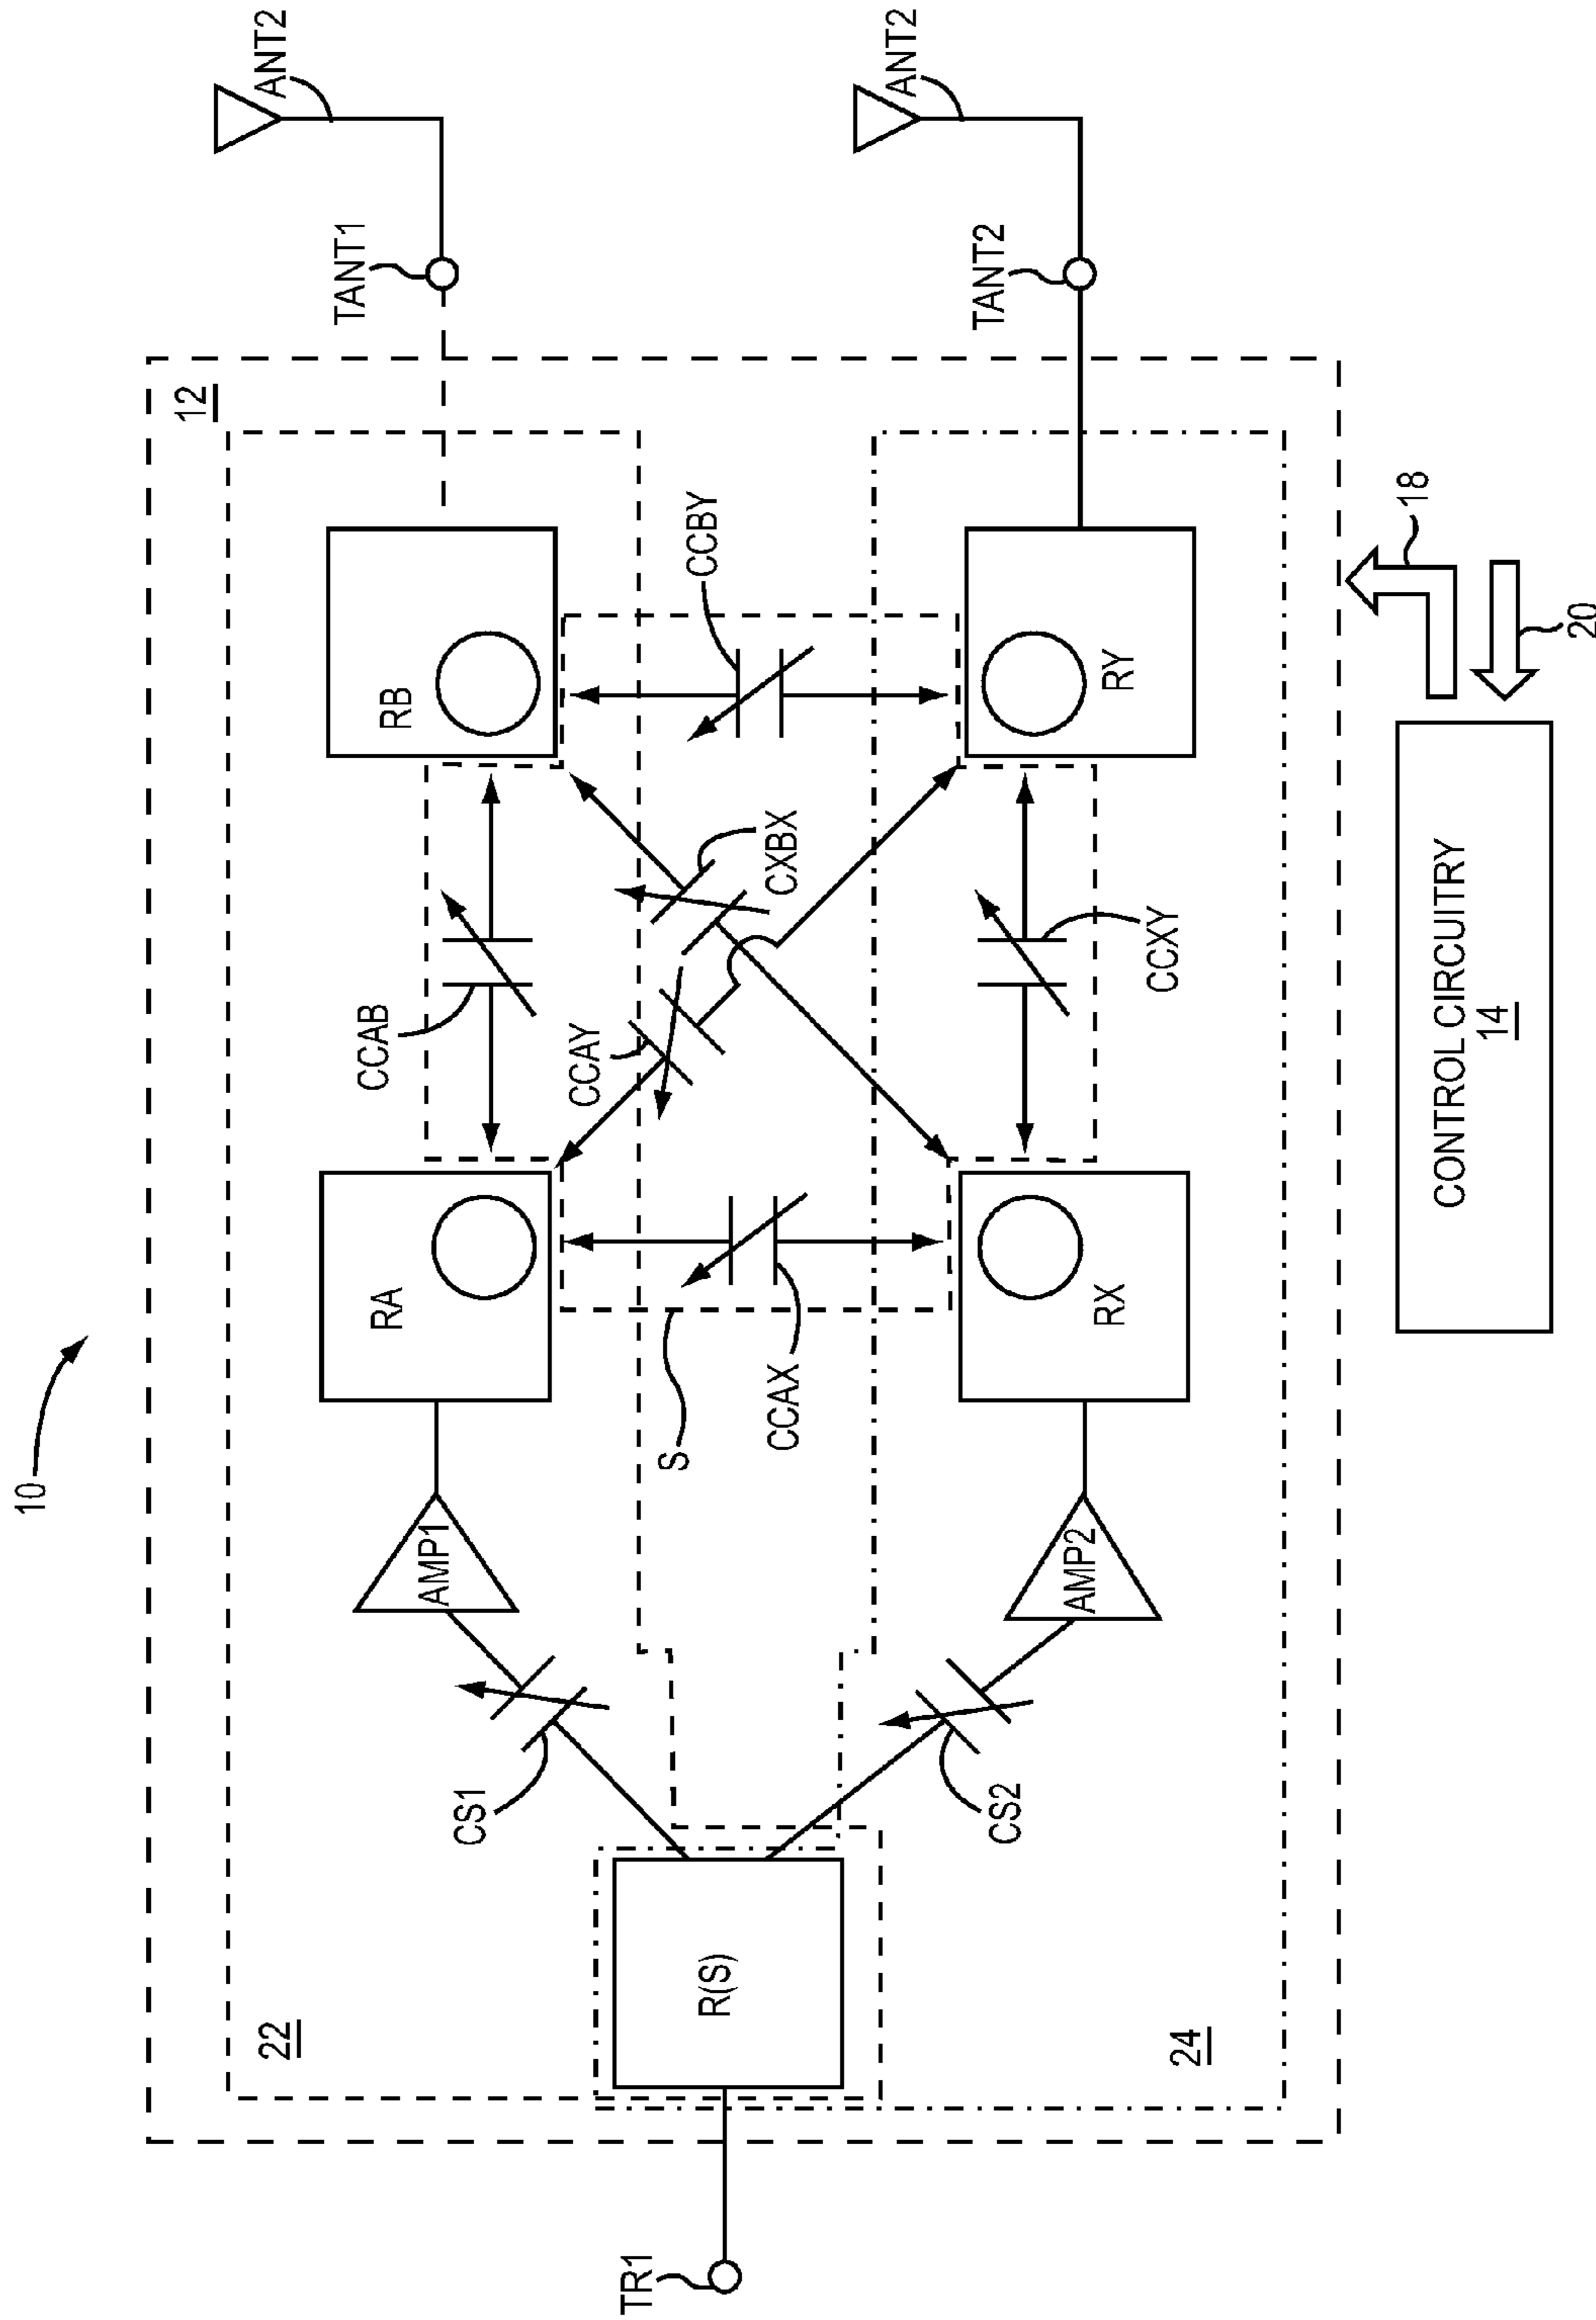 10
12
ANT2
TANT1
RB
CCAB
RA
AMP1
CS1
22
CCBY
CXBX
CCAY
S
CCAX
R(S)
TR1
ANT2
TANT2
RY
CCXY
RX
AMP2
CS2
24
18
20
CONTROL CIRCUITRY
14